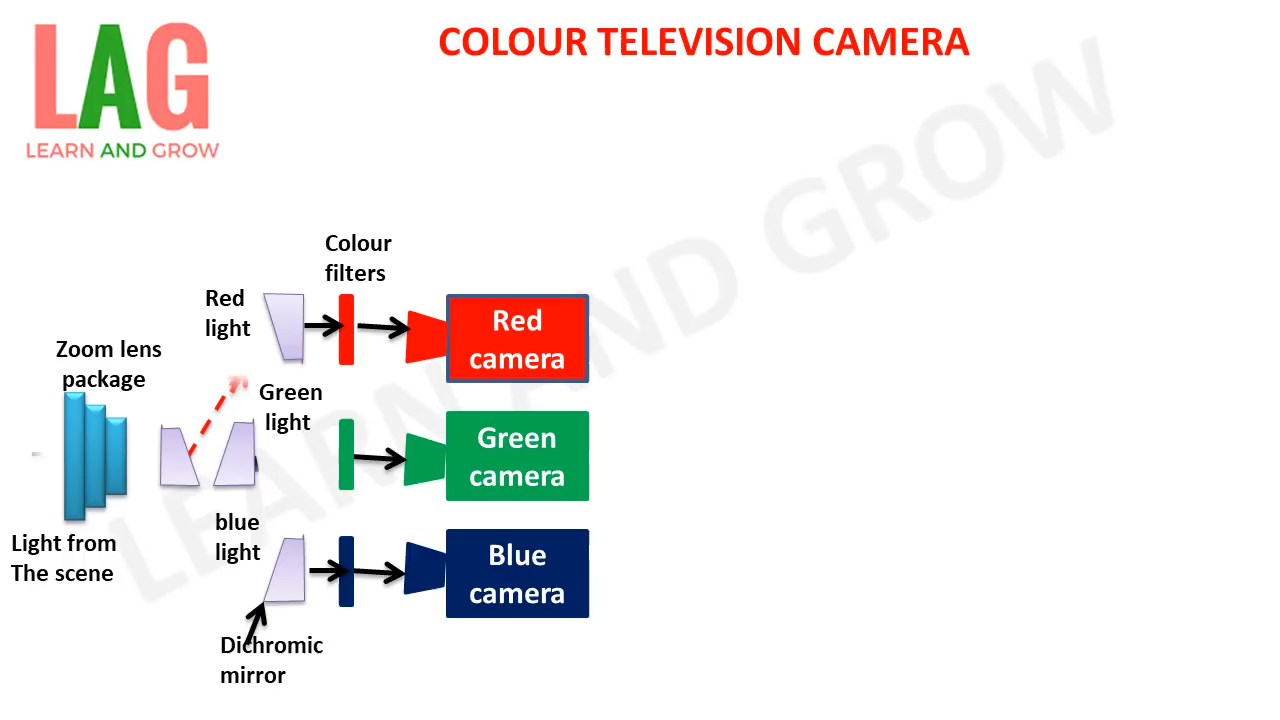 LAG
LEARN AND GROW
COLOUR TELEVISION CAMERA
Colour
filters
Red
light
Red
camera
Zoom lens
package
Green
light
Green
camera
Light from
The scene
blue
light
Blue
camera
Dichromic
mirror
LEARN AND GROW